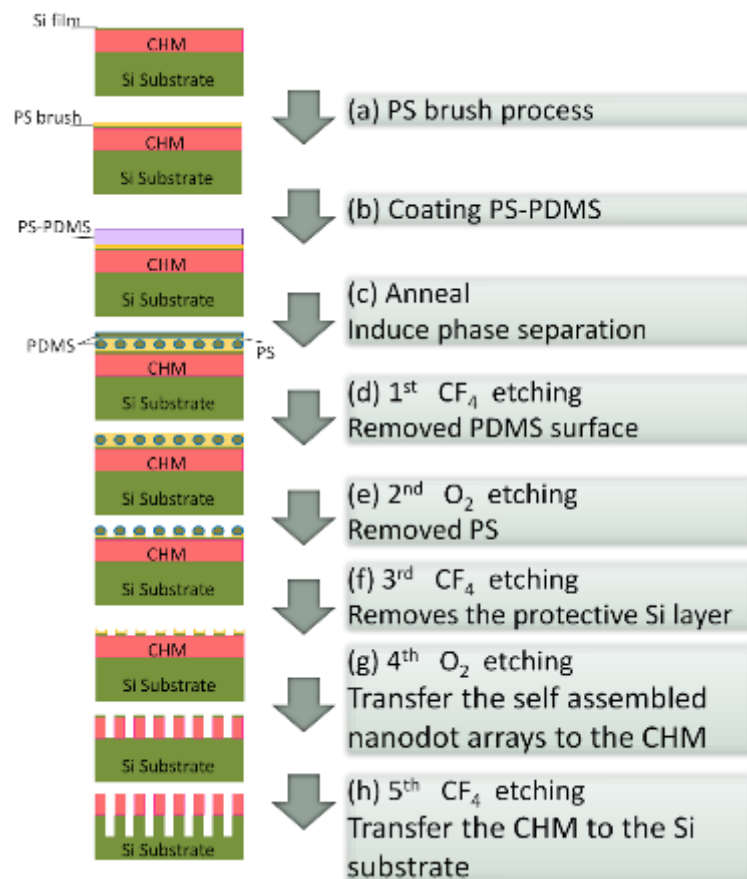 Si film
CHM
Si Substrate
(a) PS brush process
PS brush
CHM
Si Substrate
(b) Coating PS-PDMS
PS-PDMS
CHM
Si Substrate
(c) Anneal
Induce phase separation
PDMS
PS
CHM
Si Substrate
(d) 1st CF4 etching
Removed PDMS surface
CHM
Si Substrate
(e) 2nd O2 etching
Removed PS
CHM
Si Substrate
(f) 3rd CF4 etching
Removes the protective Si layer
CHM
Si Substrate
(g) 4th O2 etching
Transfer the self assembled
nanodot arrays to the CHM
Si Substrate
(h) 5th CF4 etching
Transfer the CHM to the Si
substrate
Si Substrate